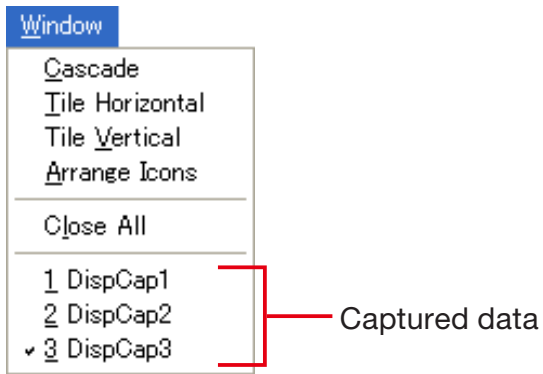 Window
Cascade
Tile Horizontal
Tile Vertical
Arrange Icons
Close All
1 DispCap1
2 DispCap2
✓ 3 DispCap3
Captured data